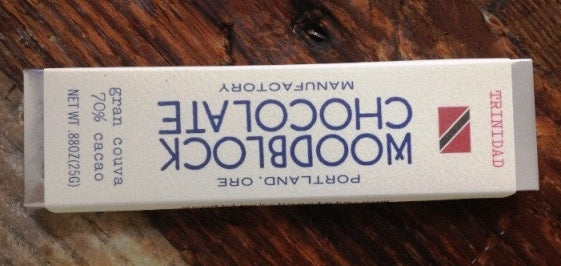 PORTLAND, ORE
WOODBLOCK
CHOCOLATE
MANUFACTORY
TRINIDAD
gran couva
70% cacao
NET WT .88OZ(25G)